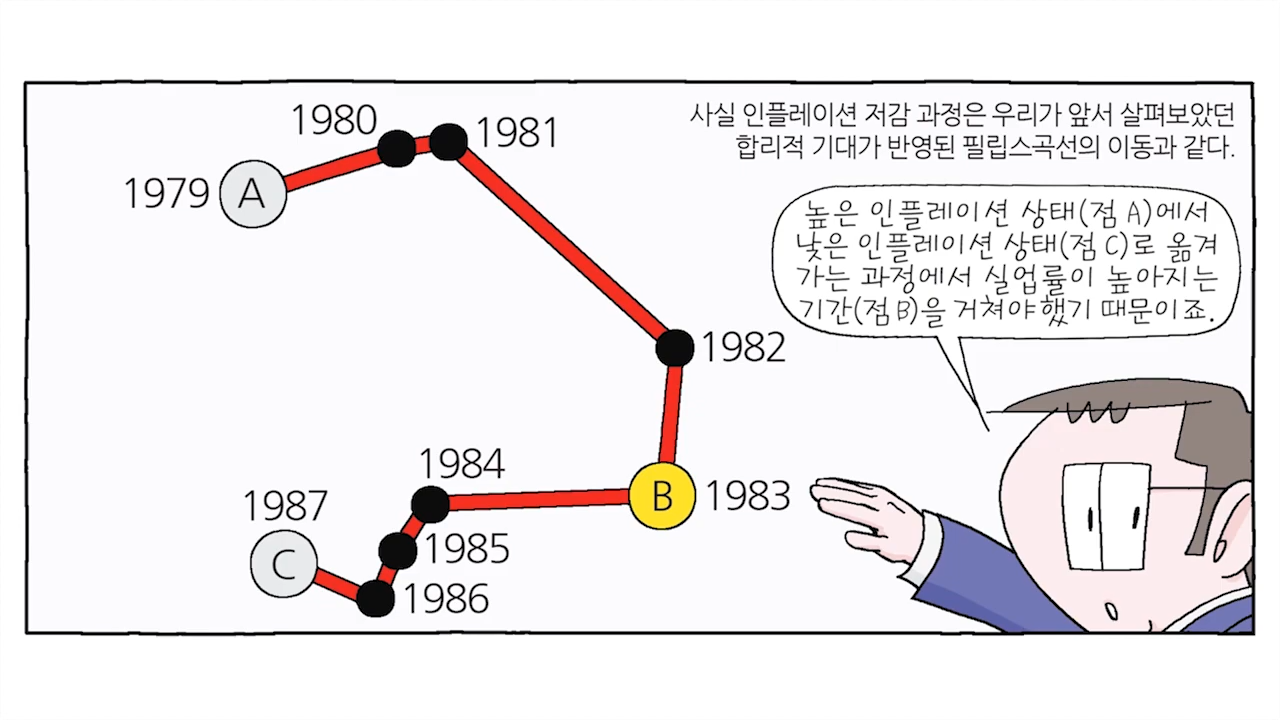 사실 인플레이션 저감 과정은 우리가 앞서 살펴보았던
합리적 기대가 반영된 필립스곡선의 이동과 같다.
높은 인플레이션 상태(점 A)에서
낮은 인플레이션 상태(점 C)로 옮겨
가는 과정에서 실업률이 높아지는
기간(점 B)을 거쳐야 했기 때문이죠.
1980
1981
1979
A
1982
1984
1987
B
1983
1985
C
1986